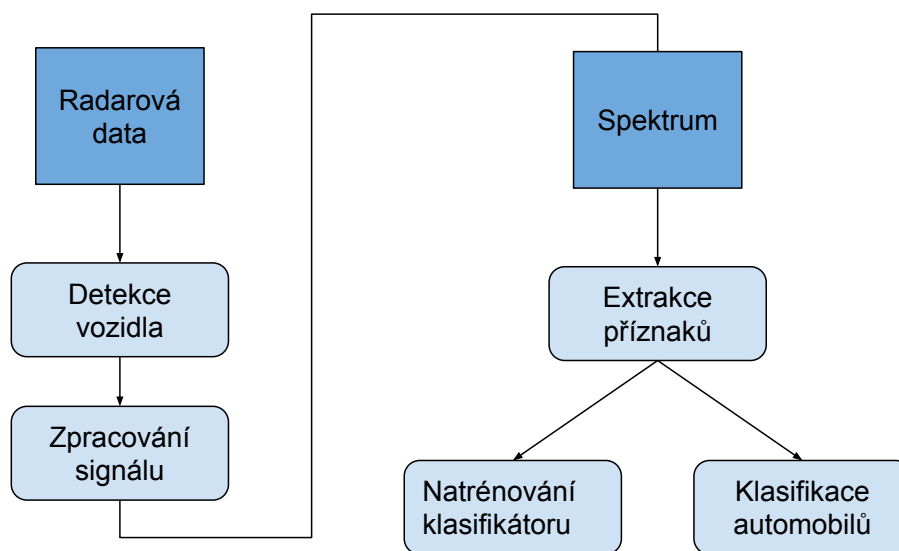 Radarová
data
Detekce
vozidla
Zpracování
signálu
Spektrum
Extrakce
příznaků
Natrénování
klasifikátoru
Klasifikace
automobilů